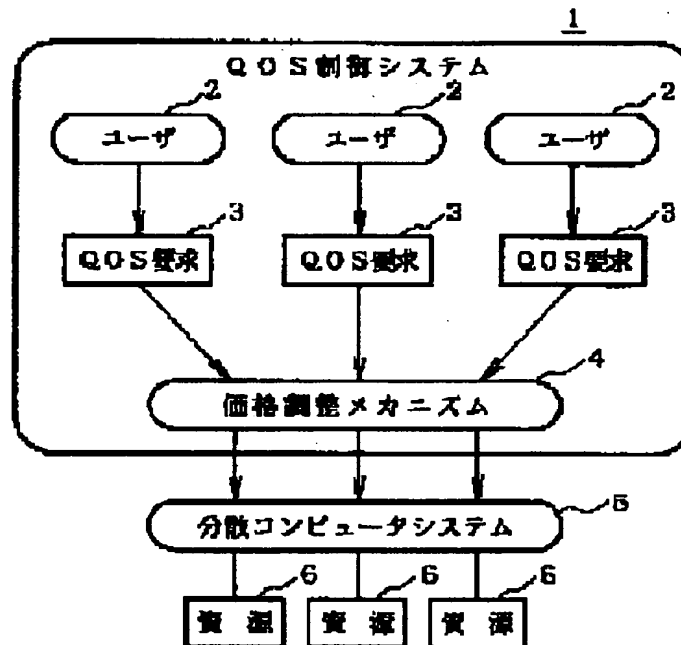 1
QOS制御システム
2 2 2
ユーザ ユーザ ユーザ
3 3 3
QOS要求 QOS要求 QOS要求
4
価格調整メカニズム
5
分散コンピュータシステム
6 6 6
資源 資源 資源